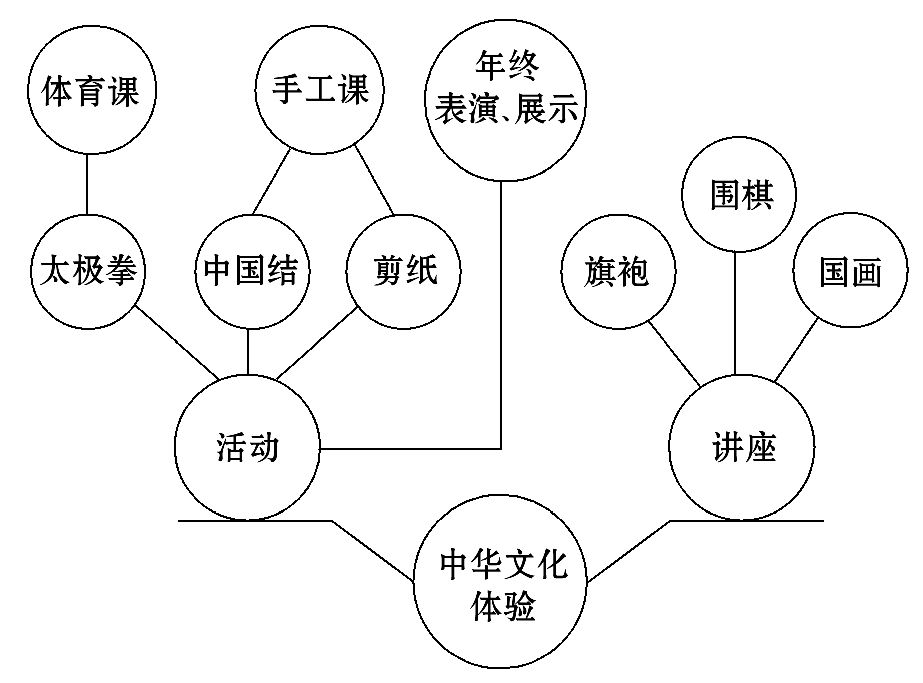 体育课
手工课
年终
表演、展示
太极拳
中国结
剪纸
旗袍
围棋
国画
活动
讲座
中华文化
体验